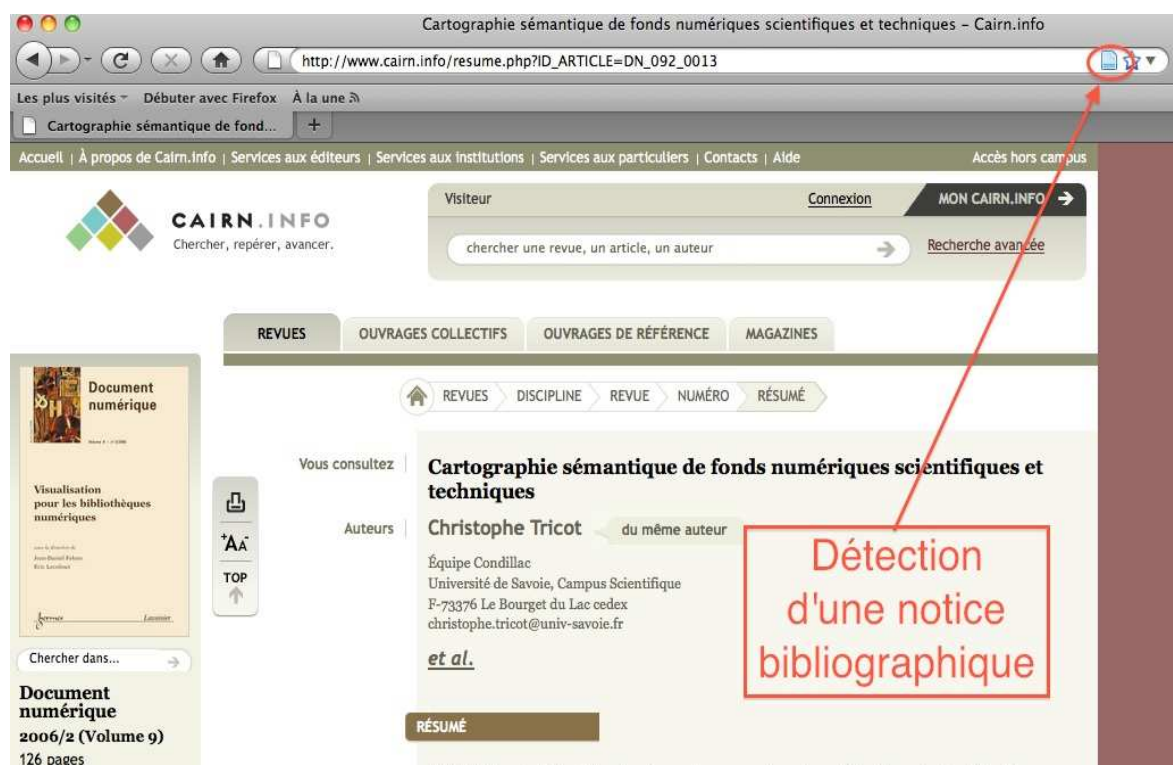 Cartographie sémantique de fonds numériques scientifiques et techniques – Cairn.info
http://www.cairn.info/resume.php?ID_ARTICLE=DN_092_0013
Les plus visités Débuter avec Firefox À la une
Cartographie sémantique de fond... +
Accueil | À propos de Cairn.info | Services aux éditeurs | Services aux institutions | Services aux particuliers | Contacts | Aide Accès hors campus
CAIRN.INFO
Chercher, repérer, avancer.
Visiteur Connexion MON CAIRN.INFO
chercher une revue, un article, un auteur Recherche avancée
REVUES OUVRAGES COLLECTIFS OUVRAGES DE RÉFÉRENCE MAGAZINES
REVUES DISCIPLINE REVUE NUMÉRO RÉSUMÉ
Document
numérique
Visualisation
pour les bibliothèques
numériques
Vous consultez
Cartographie sémantique de fonds numériques scientifiques et
techniques
Auteurs
Christophe Tricot du même auteur
Équipe Condillac
Université de Savoie, Campus Scientifique
F-73376 Le Bourget du Lac cedex
christophe.tricot@univ-savoie.fr
et al.
+AA-
TOP
Détection
d'une notice
bibliographique
Chercher dans...
Document
numérique
2006/2 (Volume 9)
126 pages
RÉSUMÉ